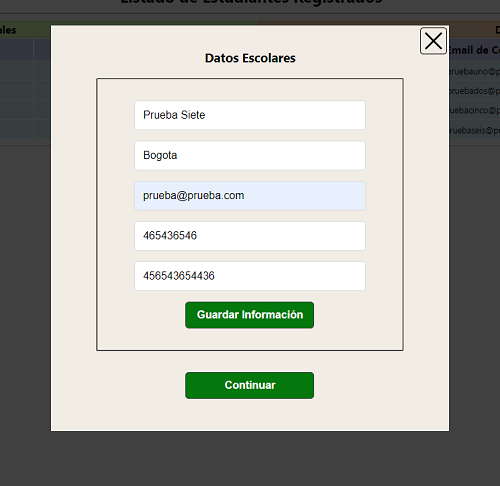 Listado de Estudiantes Registrados
ales
D
Email de C
pruebauno@p
pruebados@p
pruebacinco@p
pruebaseis@pr
Datos Escolares
Prueba Siete
Bogota
prueba@prueba.com
465436546
456543654436
Guardar Información
Continuar